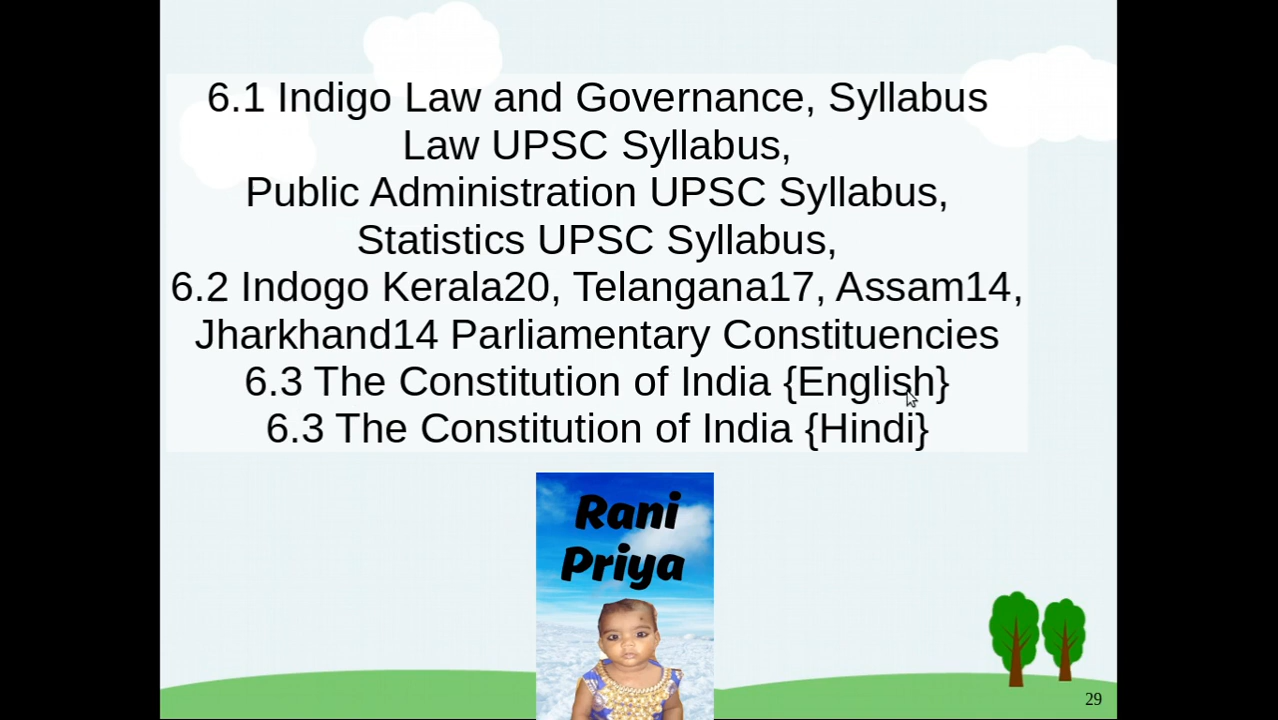 6.1 Indigo Law and Governance, Syllabus
Law UPSC Syllabus,
Public Administration UPSC Syllabus,
Statistics UPSC Syllabus,
6.2 Indogo Kerala20, Telangana17, Assam14,
Jharkhand14 Parliamentary Constituencies
6.3 The Constitution of India {English}
6.3 The Constitution of India {Hindi}
Rani
Priya
29